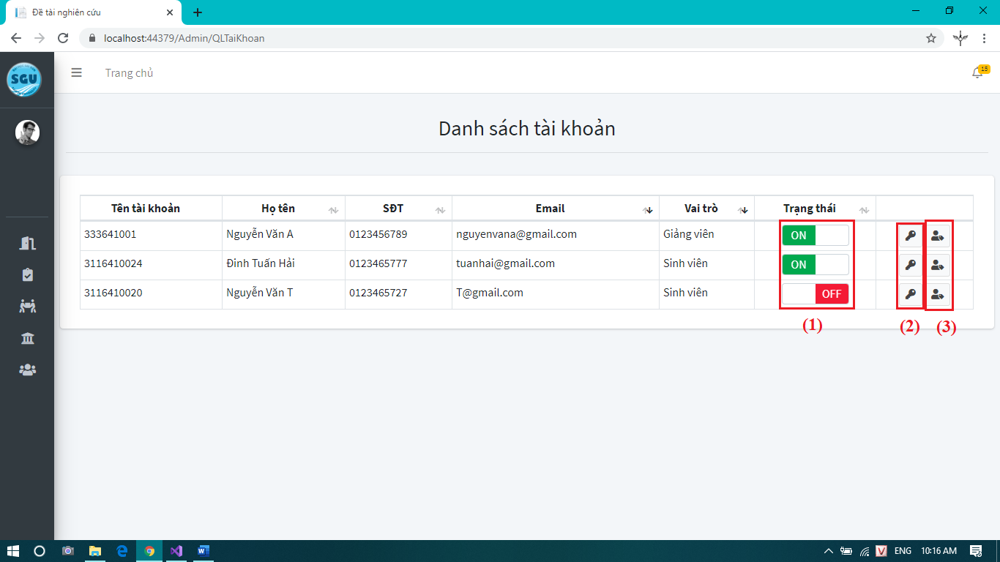 Đề tài nghiên cứu
localhost:44379/Admin/QLTaiKhoan
SGU
Trang chủ
15
Danh sách tài khoản
Tên tài khoản Họ tên SĐT Email Vai trò Trạng thái
333641001 Nguyễn Văn A 0123456789 nguyenvana@gmail.com Giảng viên ON
3116410024 Đinh Tuấn Hải 0123465777 tuanhai@gmail.com Sinh viên ON
3116410020 Nguyễn Văn T 0123465727 T@gmail.com Sinh viên OFF
(1) (2) (3)
ENG 10:16 AM